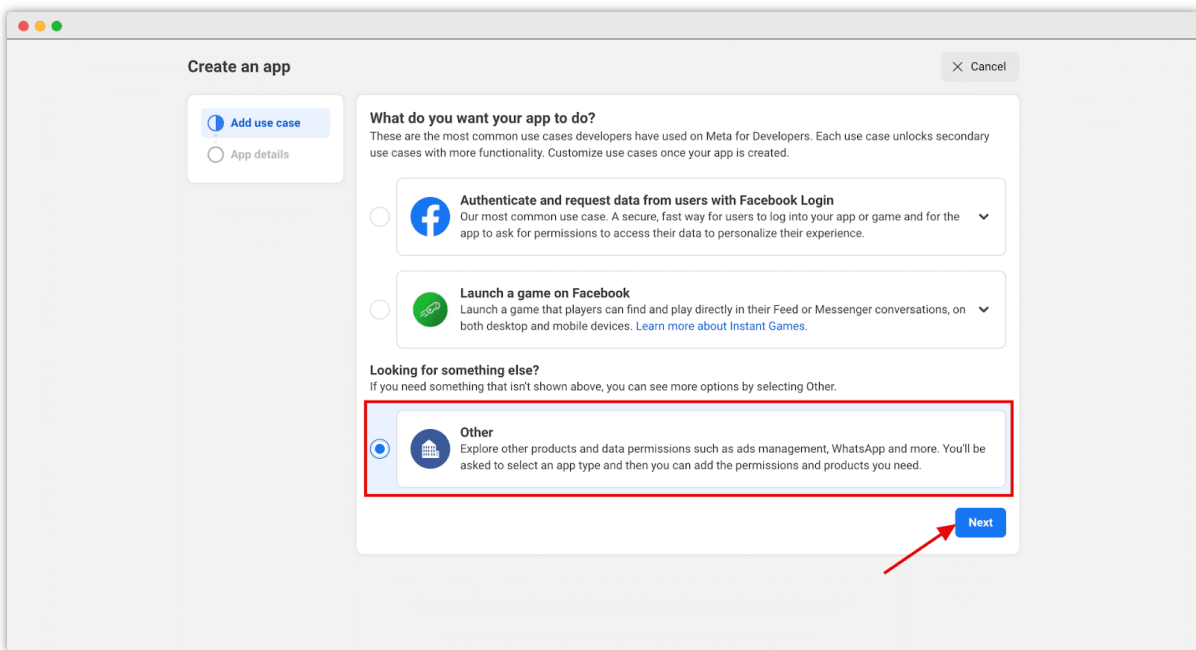 Create an app
Cancel
Add use case
App details
What do you want your app to do?
These are the most common use cases developers have used on Meta for Developers. Each use case unlocks secondary
use cases with more functionality. Customize use cases once your app is created.
Authenticate and request data from users with Facebook Login
Our most common use case. A secure, fast way for users to log into your app or game and for the
app to ask for permissions to access their data to personalize their experience.
Launch a game on Facebook
Launch a game that players can find and play directly in their Feed or Messenger conversations, on
both desktop and mobile devices. Learn more about Instant Games.
Looking for something else?
If you need something that isn't shown above, you can see more options by selecting Other.
Other
Explore other products and data permissions such as ads management, WhatsApp and more. You'll be
asked to select an app type and then you can add the permissions and products you need.
Next